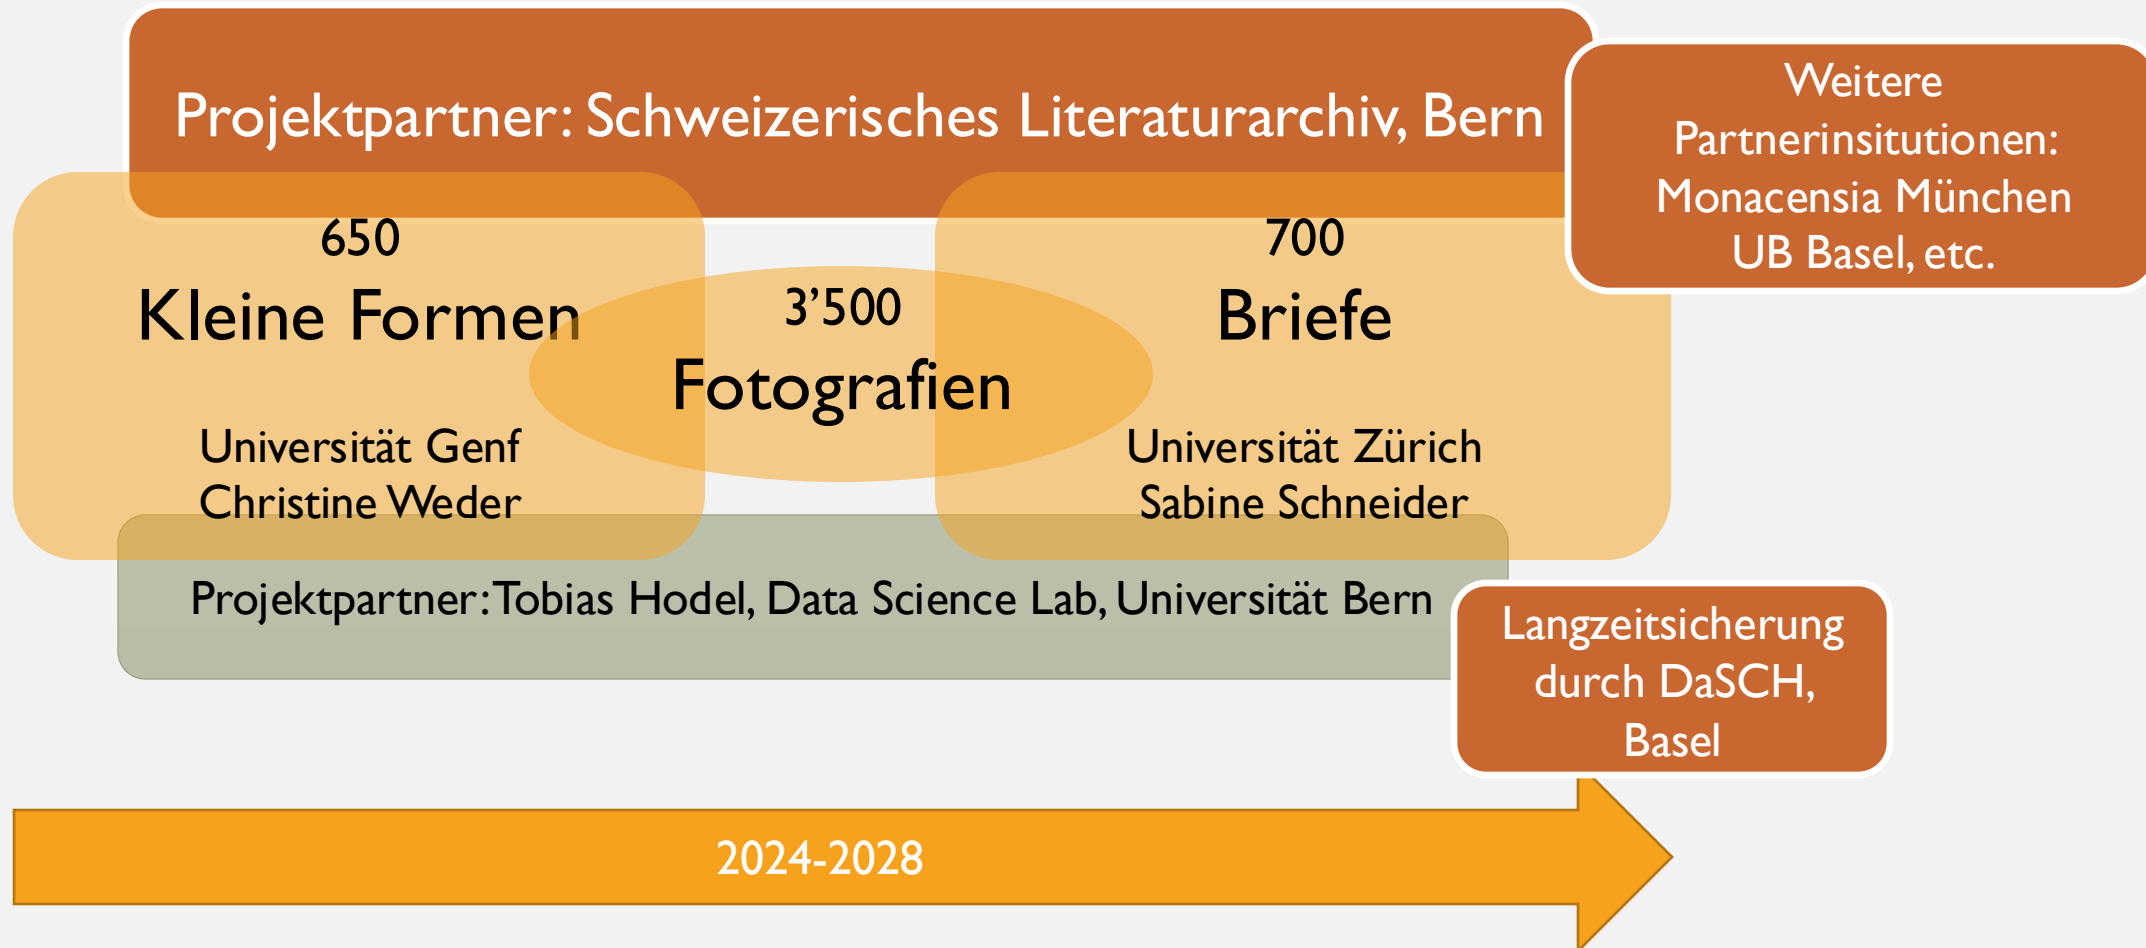 Projektpartner: Schweizerisches Literaturarchiv, Bern
Weitere
Partnerinsitutionen:
Monacensia München
UB Basel, etc.
650
Kleine Formen
Universität Genf
Christine Weder
3’500
Fotografien
700
Briefe
Universität Zürich
Sabine Schneider
Projektpartner: Tobias Hodel, Data Science Lab, Universität Bern
Langzeitsicherung
durch DaSCH,
Basel
2024-2028